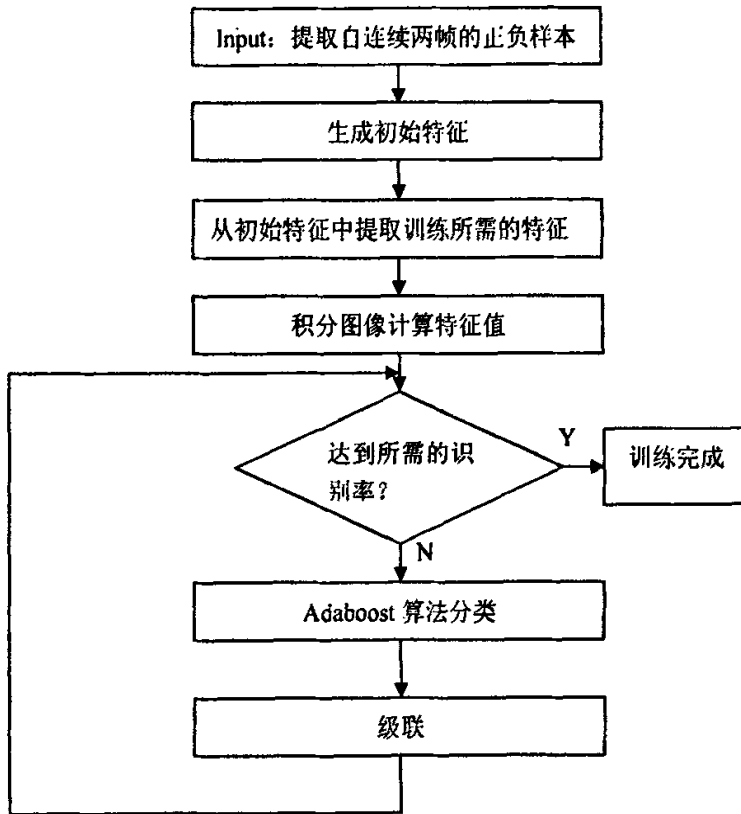 Input：提取自连续两帧的正负样本
生成初始特征
从初始特征中提取训练所需的特征
积分图像计算特征值
达到所需的识
别率？
Y
训练完成
N
Adaboost 算法分类
级联